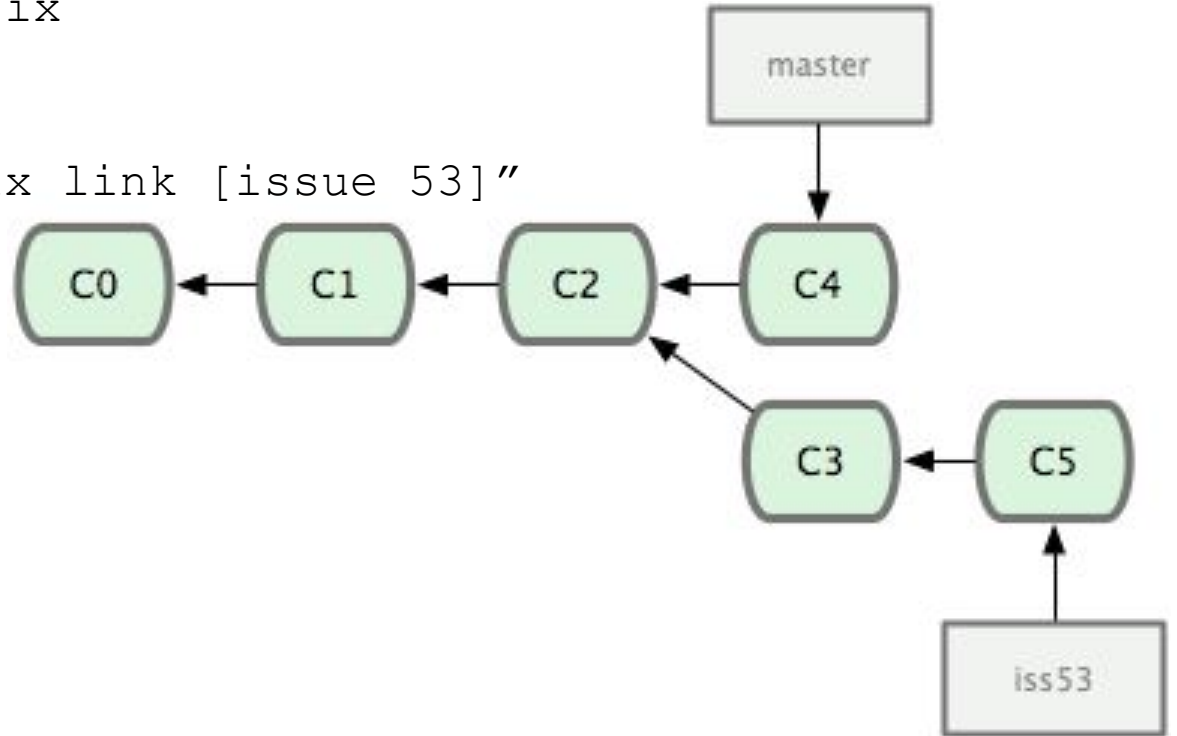 ix
master
x link [issue 53]”
C0 C1 C2 C4
C3 C5
iss53